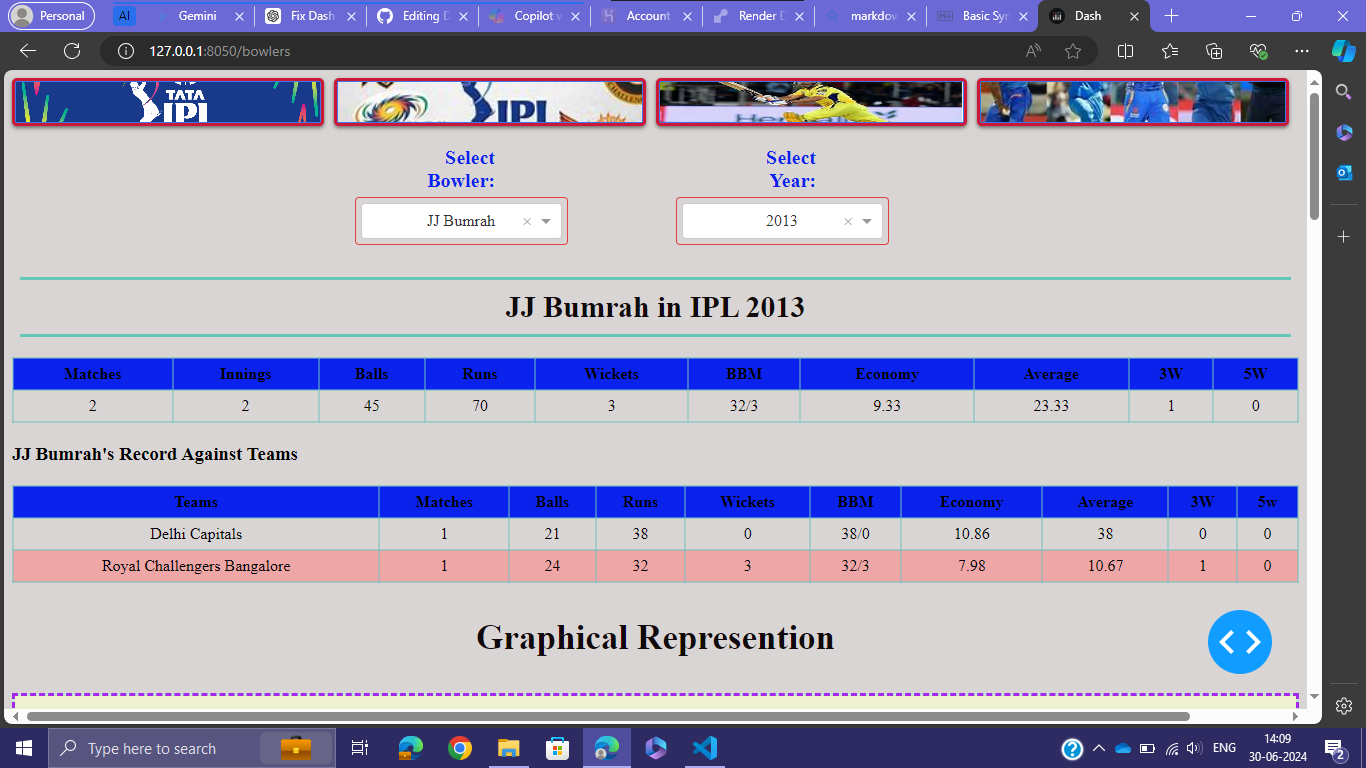 Personal
AI
Gemini
Fix Dash
Editing D
Copilot w
Account
Render D
markdow
Basic Syn
Dash
127.0.0.1:8050/bowlers
TATA
IPL
IPL
Select
Bowler:
Select
Year:
JJ Bumrah
2013
JJ Bumrah in IPL 2013
Matches Innings Balls Runs Wickets BBM Economy Average 3W 5W
2 2 45 70 3 32/3 9.33 23.33 1 0
JJ Bumrah's Record Against Teams
Teams Matches Balls Runs Wickets BBM Economy Average 3W 5w
Delhi Capitals 1 21 38 0 38/0 10.86 38 0 0
Royal Challengers Bangalore 1 24 32 3 32/3 7.98 10.67 1 0
Graphical Represention
Type here to search
ENG
14:09
30-06-2024
2